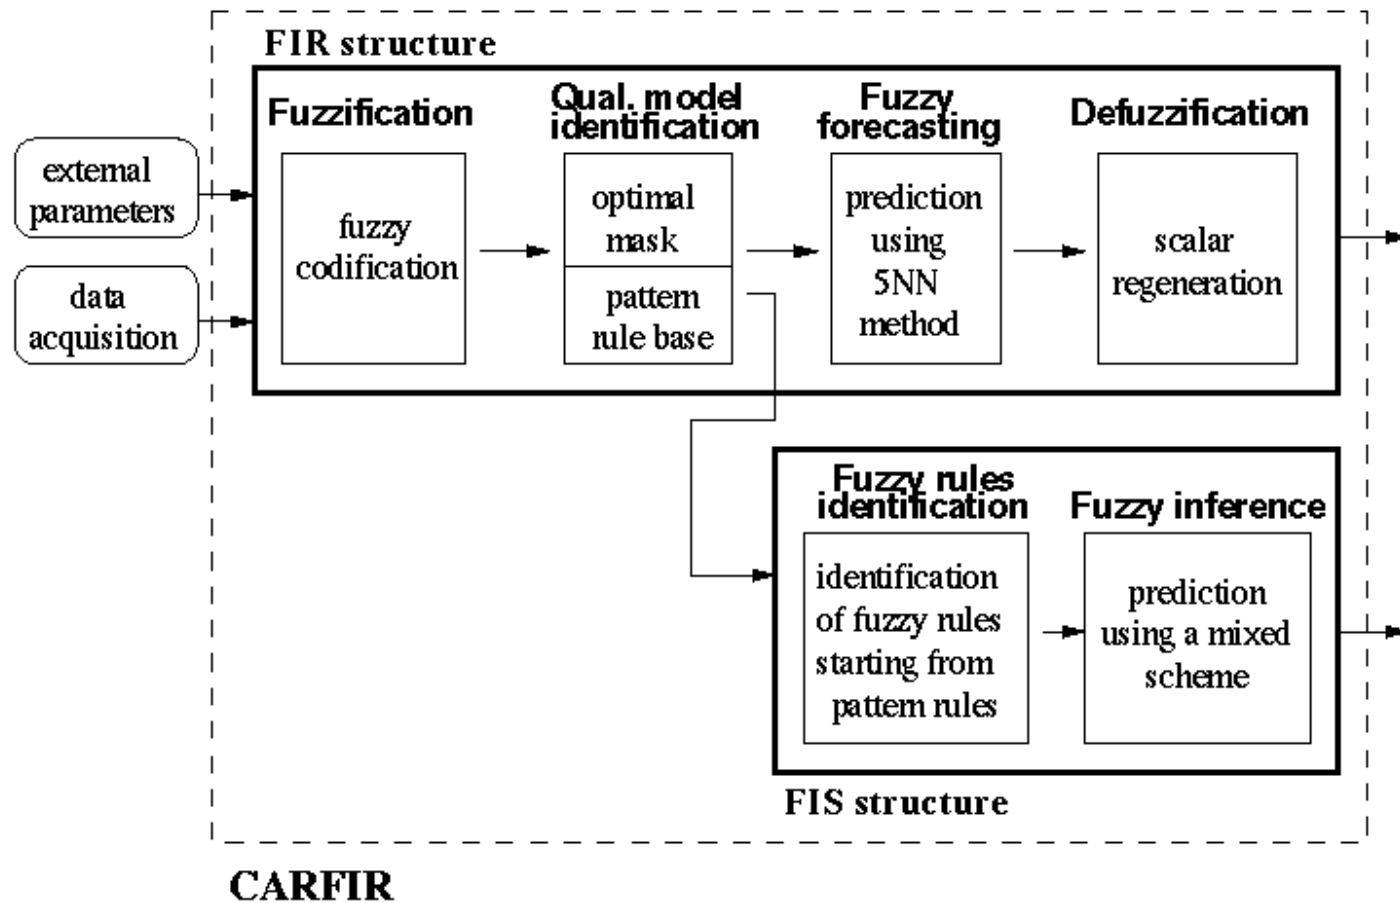 FIR structure
Fuzzification
Qual. model
identification
Fuzzy
forecasting
Defuzzification
external
parameters
data
acquisition
fuzzy
codification
optimal
mask
pattern
rule base
prediction
using
5NN
method
scalar
regeneration
Fuzzy rules
identification
Fuzzy inference
identification
of fuzzy rules
starting from
pattern rules
prediction
using a mixed
scheme
FIS structure
CARFIR